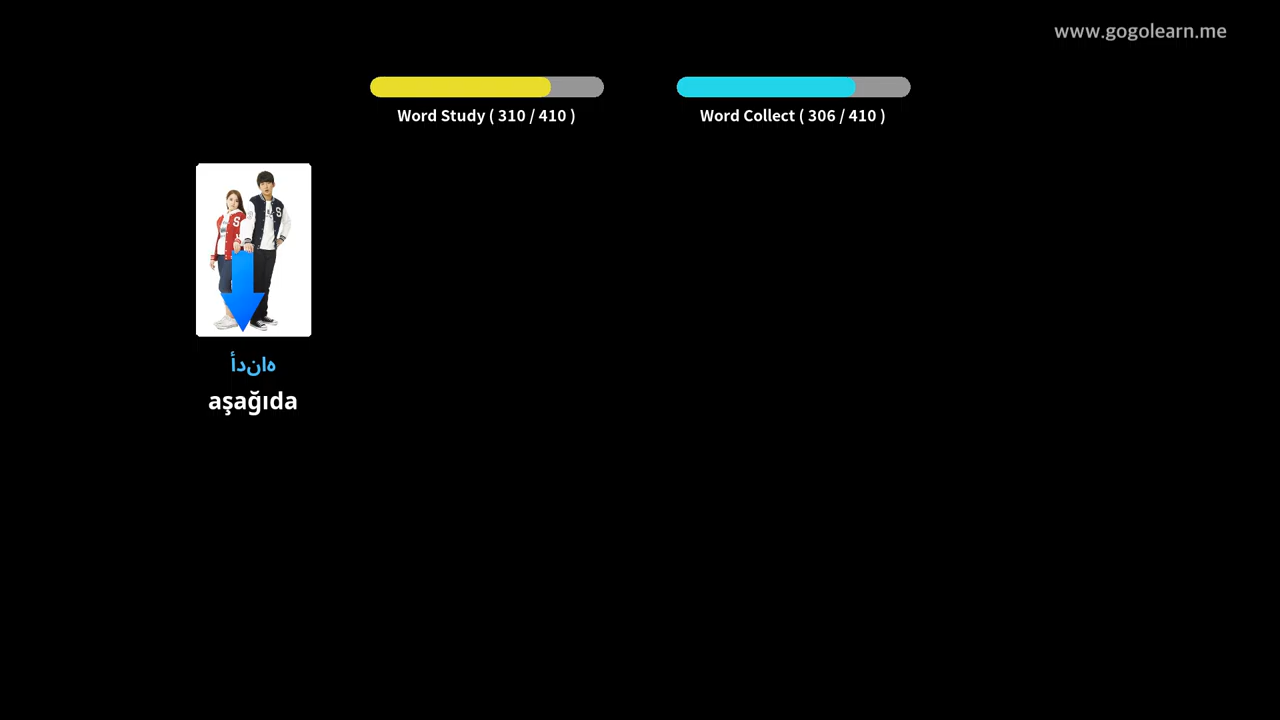 www.gogolearn.me
Word Study ( 310 / 410 )
Word Collect ( 306 / 410 )
S
S
هاندأ
aşağıda